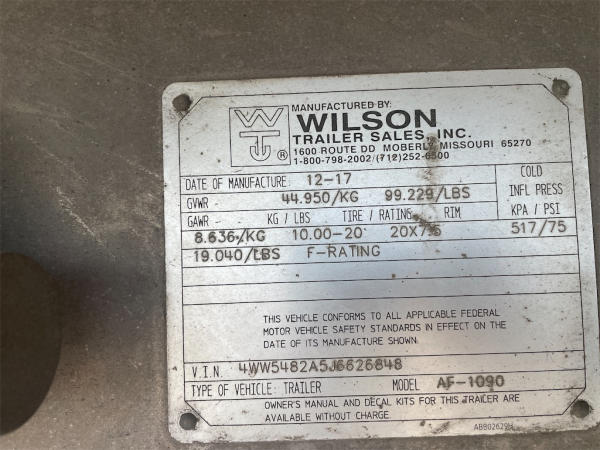 MANUFACTURED BY:
WILSON
TRAILER SALES, INC.
1600 ROUTE DD MOBERLY, MISSOURI 65270
1-800-798-2002/(712)252-6500
DATE OF MANUFACTURE: 12-17
GVWR - 44.950/KG 99.229/LBS
COLD
INFL PRESS
KPA / PSI
GAWR - KG / LBS TIRE / RATING RIM
8.636/KG 10.00-20 20X7.5 517/75
19.040/LBS F-RATING
THIS VEHICLE CONFORMS TO ALL APPLICABLE FEDERAL
MOTOR VEHICLE SAFETY STANDARDS IN EFFECT ON THE
DATE OF ITS MANUFACTURE SHOWN.
V.I.N. 4WW5482A5J6626848
TYPE OF VEHICLE: TRAILER MODEL AF-1090
OWNER'S MANUAL AND DECAL KITS FOR THIS TRAILER ARE
AVAILABLE WITHOUT CHARGE.